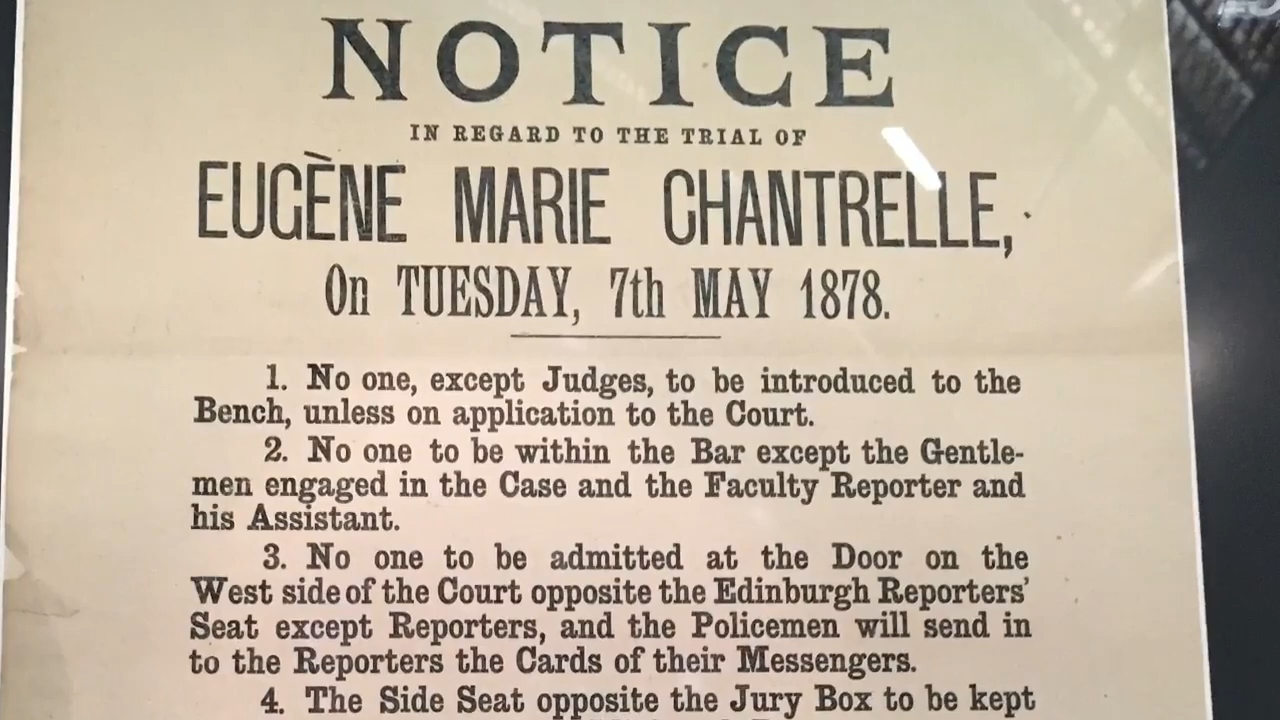 NOTICE
IN REGARD TO THE TRIAL OF
EUGÈNE MARIE CHANTRELLE,
On TUESDAY, 7th MAY 1878.
1. No one, except Judges, to be introduced to the
Bench, unless on application to the Court.
2. No one to be within the Bar except the Gentle-
men engaged in the Case and the Faculty Reporter and
his Assistant.
3. No one to be admitted at the Door on the
West side of the Court opposite the Edinburgh Reporters'
Seat except Reporters, and the Policemen will send in
to the Reporters the Cards of their Messengers.
4. The Side Seat opposite the Jury Box to be kept